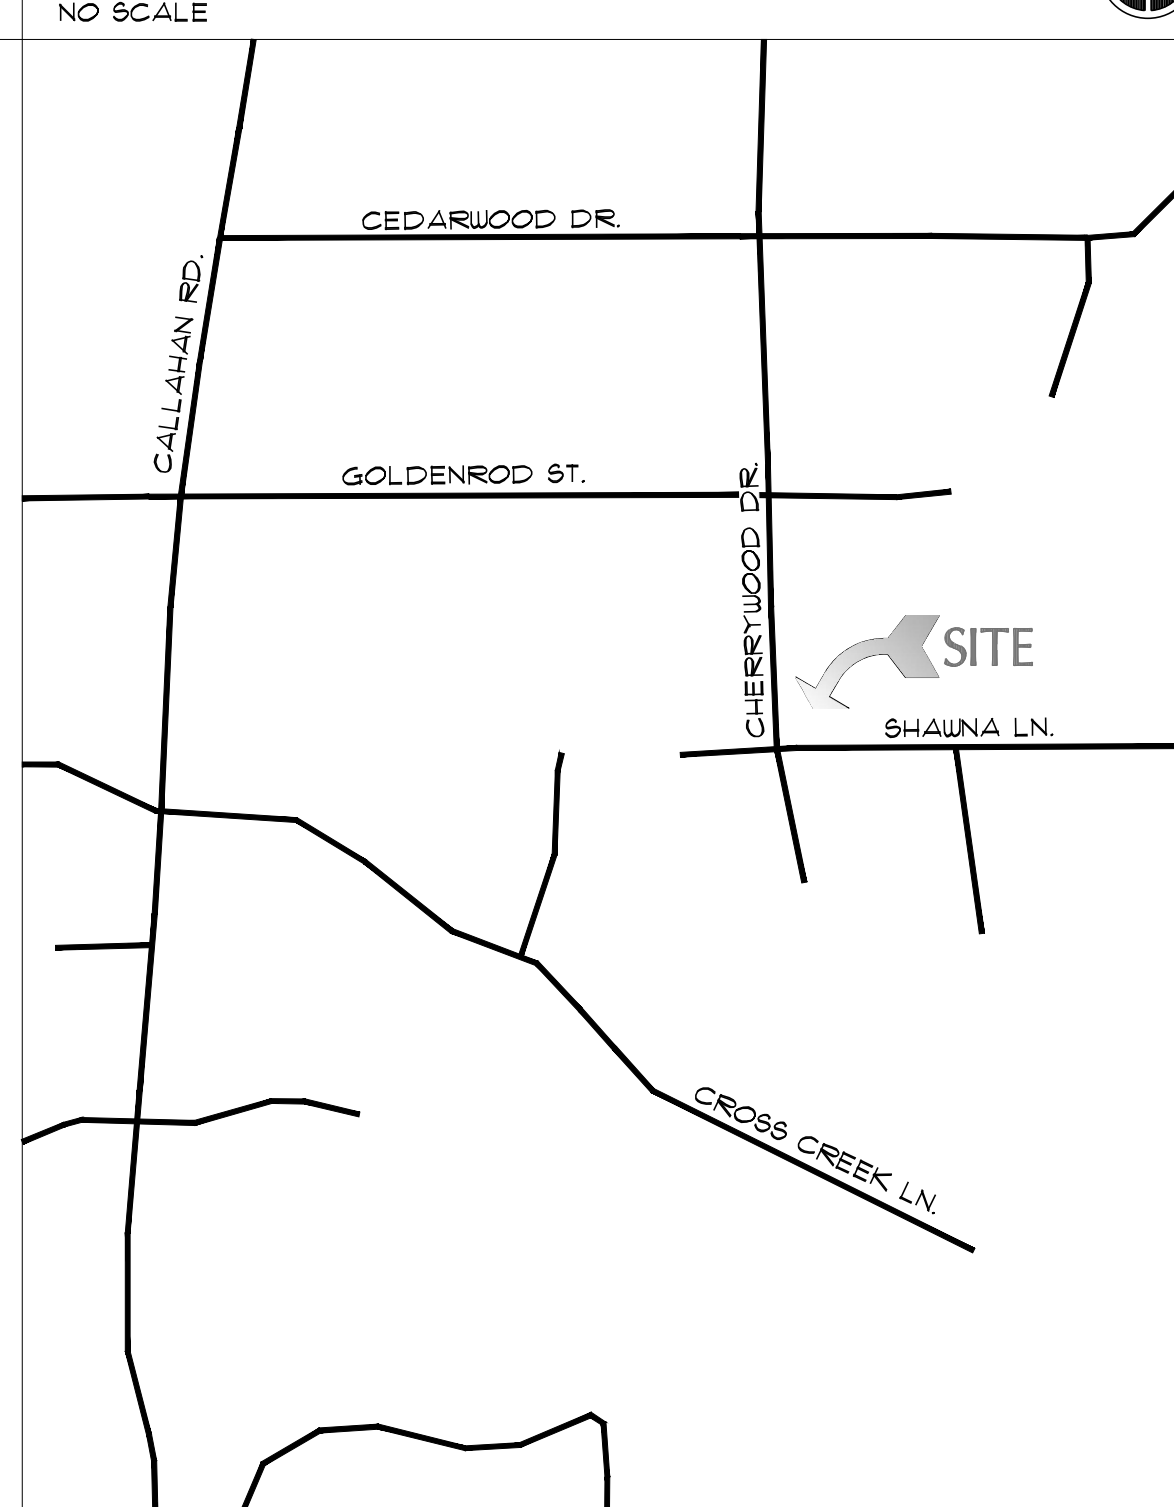 NO SCALE
CEDARWOOD DR.
CALLAHAN RD.
GOLDENROD ST.
CHERRYWOOD DR.
SITE
SHAWNA LN.
CROSS CREEK LN.